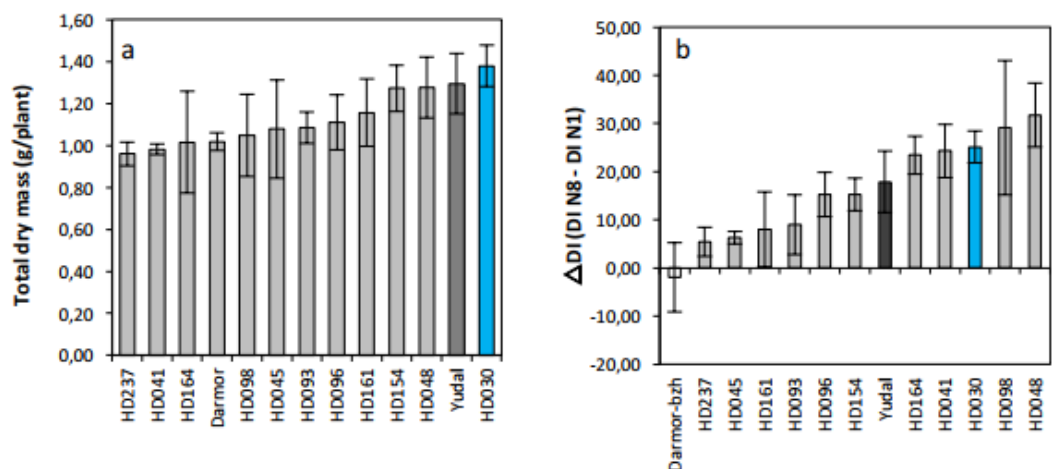 a
Total dry mass (g/plant)
1,60
1,40
1,20
1,00
0,80
0,60
0,40
0,20
0,00
HD237
HD041
HD164
Darmor
HD098
HD045
HD093
HD096
HD161
HD154
HD048
Yudal
HD030
b
ΔDI (DI N8 - DI N1)
50,00
40,00
30,00
20,00
10,00
0,00
-10,00
-20,00
Darmor-bzh
HD237
HD045
HD161
HD093
HD096
HD154
Yudal
HD164
HD041
HD030
HD098
HD048